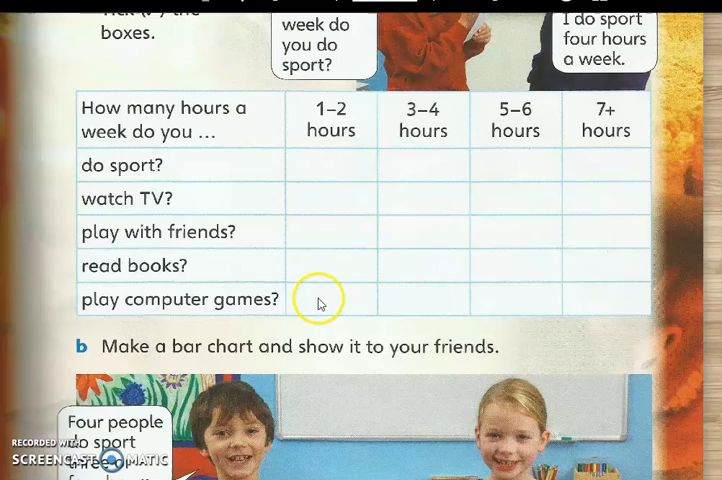 boxes.
week do
you do
sport?
I do sport
four hours
a week.
How many hours a
week do you ...
1–2
hours
3–4
hours
5–6
hours
7+
hours
do sport?
watch TV?
play with friends?
read books?
play computer games?
b Make a bar chart and show it to your friends.
Four people
do sport
three or
RECORDED WITH
SCREENCAST MATIC